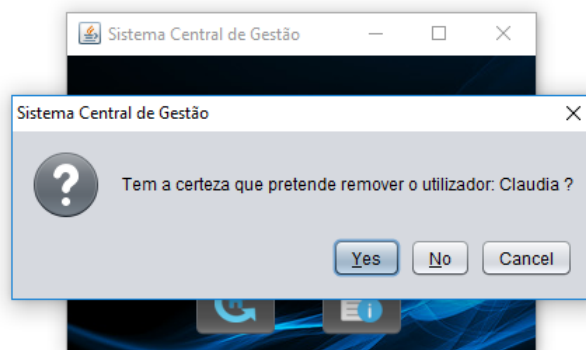 Sistema Central de Gestão
Sistema Central de Gestão
Tem a certeza que pretende remover o utilizador: Claudia ?
Yes No Cancel